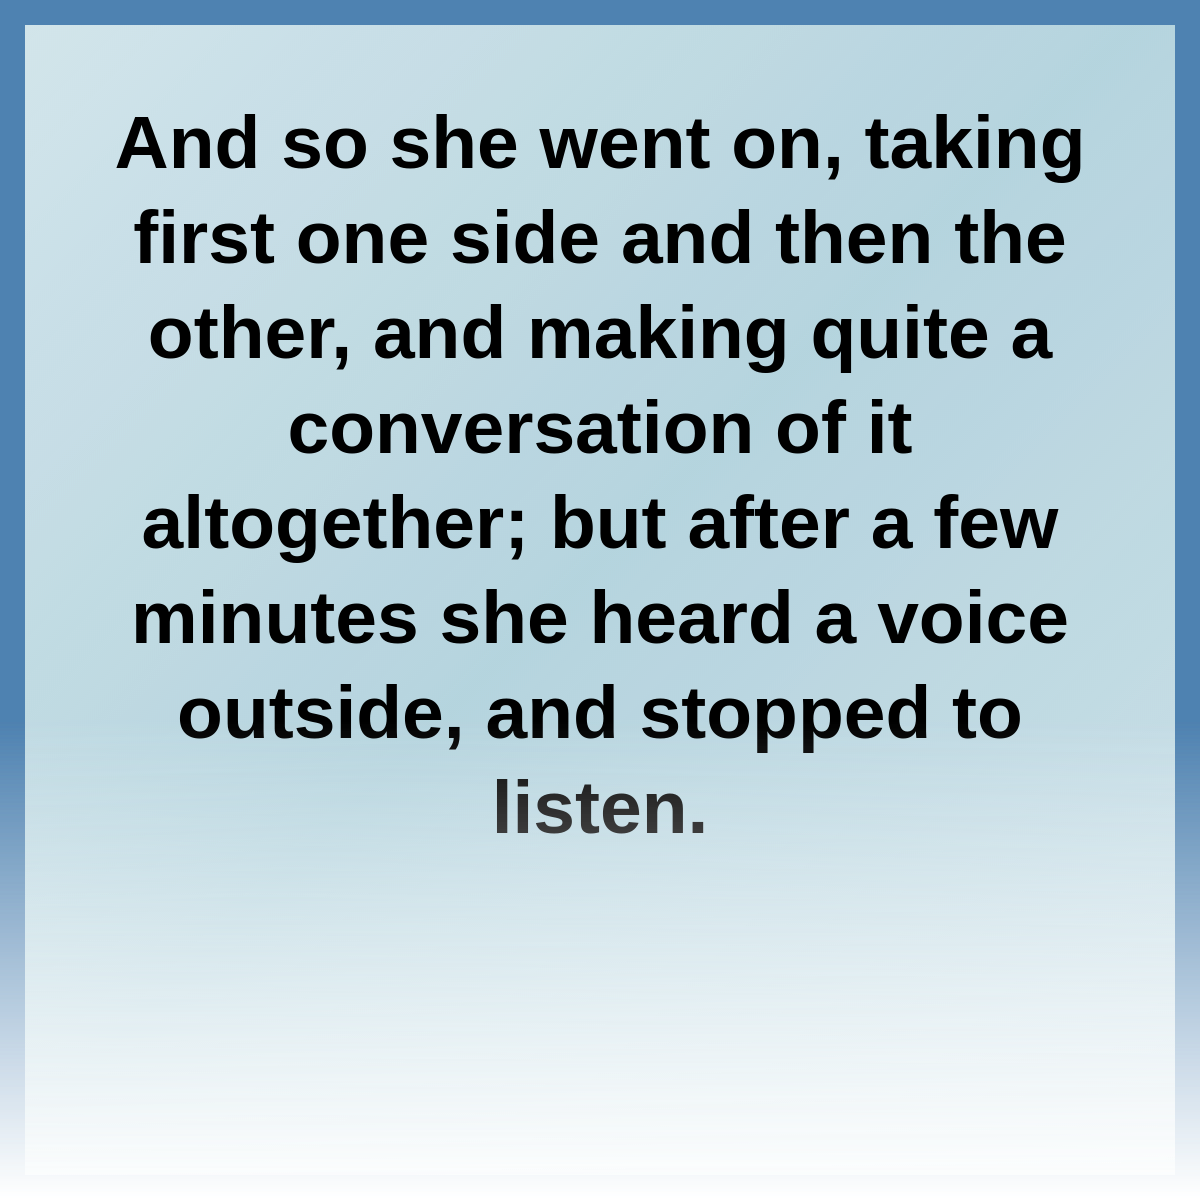 And so she went on, taking
first one side and then the
other, and making quite a
conversation of it
altogether; but after a few
minutes she heard a voice
outside, and stopped to
listen.